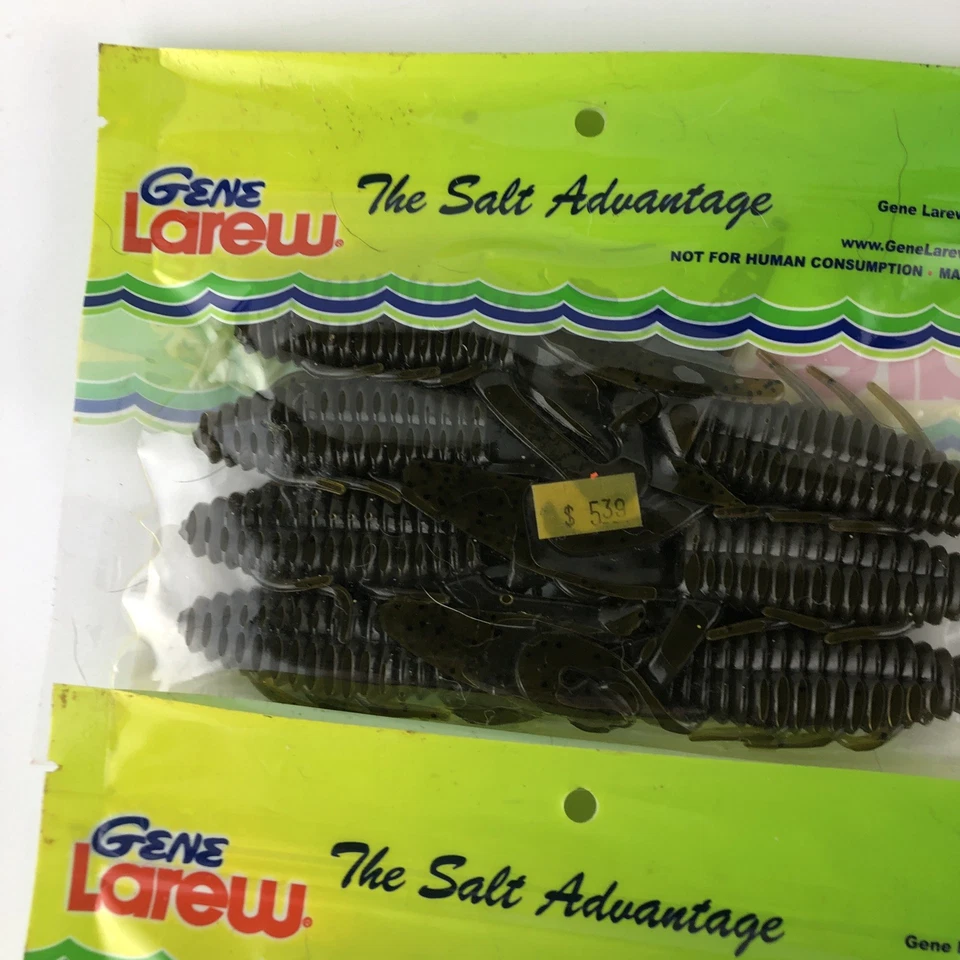 GENE
Larew®
The Salt Advantage
Gene Larew
www.GeneLarew
NOT FOR HUMAN CONSUMPTION • MA
$ 539
GENE
Larew®
The Salt Advantage
Gene